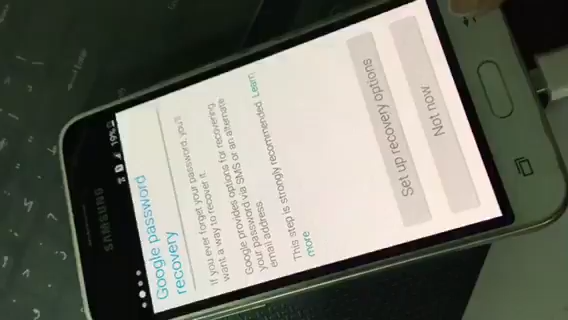 SAMSUNG
19%
Google password
recovery
If you ever forget your password, you'll
want a way to recover it.
Google provides options for recovering
your password via SMS or an alternate
email address.
This step is strongly recommended. Learn
more
Set up recovery options
Not now